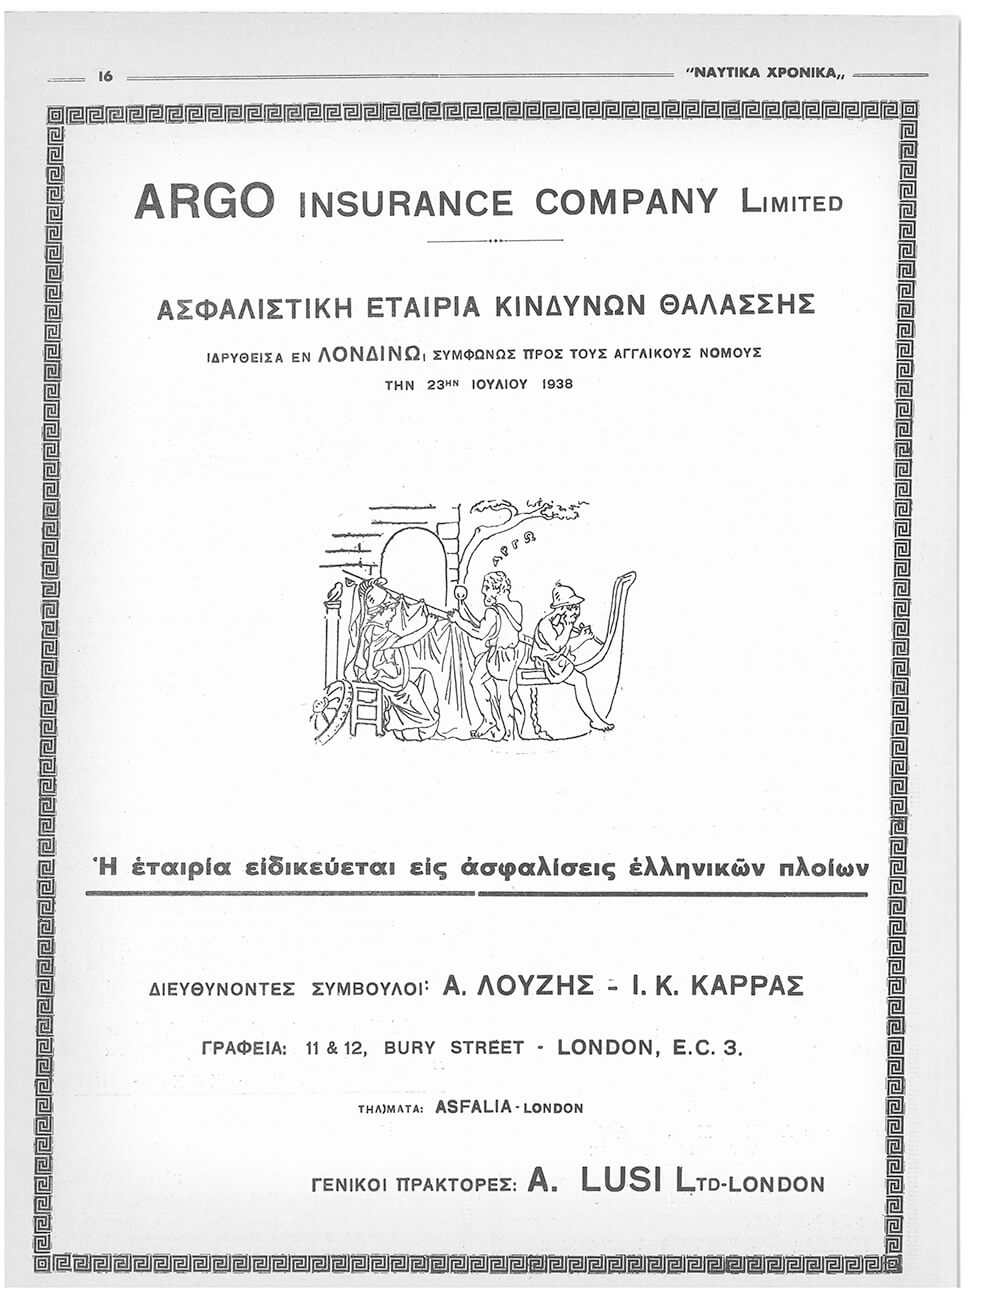 16
"ΝΑΥΤΙΚΑ ΧΡΟΝΙΚΑ„
ARGO INSURANCE COMPANY LIMITED
ΑΣΦΑΛΙΣΤΙΚΗ ΕΤΑΙΡΙΑ ΚΙΝΔΥΝΩΝ ΘΑΛΑΣΣΗΣ
ΙΔΡΥΘΕΙΣΑ ΕΝ ΛΟΝΔΙΝΩι ΣΥΜΦΩΝΩΣ ΠΡΟΣ ΤΟΥΣ ΑΓΓΛΙΚΟΥΣ ΝΟΜΟΥΣ
ΤΗΝ 23ΗΝ ΙΟΥΛΙΟΥ 1938
ΑΡΓΩ
Ἡ ἑταιρία εἰδικεύεται εἰς ἀσφαλίσεις ἑλληνικῶν πλοίων
ΔΙΕΥΘΥΝΟΝΤΕΣ ΣΥΜΒΟΥΛΟΙ: Α. ΛΟΥΖΗΣ - Ι. Κ. ΚΑΡΡΑΣ
ΓΡΑΦΕΙΑ: 11 & 12, BURY STREET - LONDON, E.C. 3.
ΤΗΛ)ΜΑΤΑ: ASFALIA - LONDON
ΓΕΝΙΚΟΙ ΠΡΑΚΤΟΡΕΣ: A. LUSI LTD-LONDON